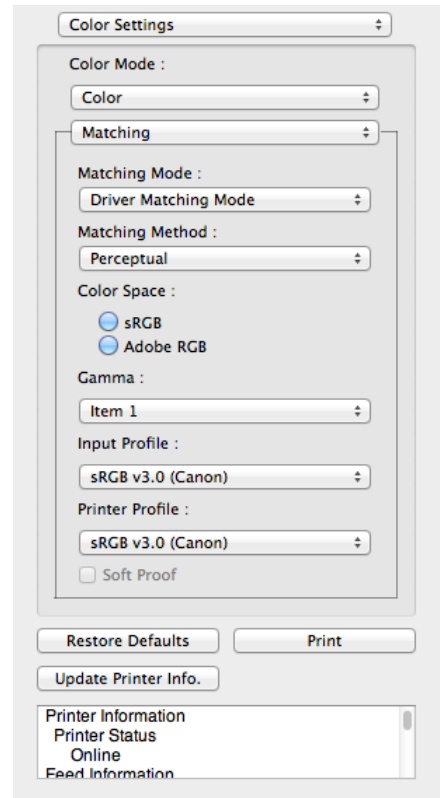 Color Settings
Color Mode :
Color
Matching
Matching Mode :
Driver Matching Mode
Matching Method :
Perceptual
Color Space :
sRGB
Adobe RGB
Gamma :
Item 1
Input Profile :
sRGB v3.0 (Canon)
Printer Profile :
sRGB v3.0 (Canon)
Soft Proof
Restore Defaults Print
Update Printer Info.
Printer Information
Printer Status
Online
Feed Information